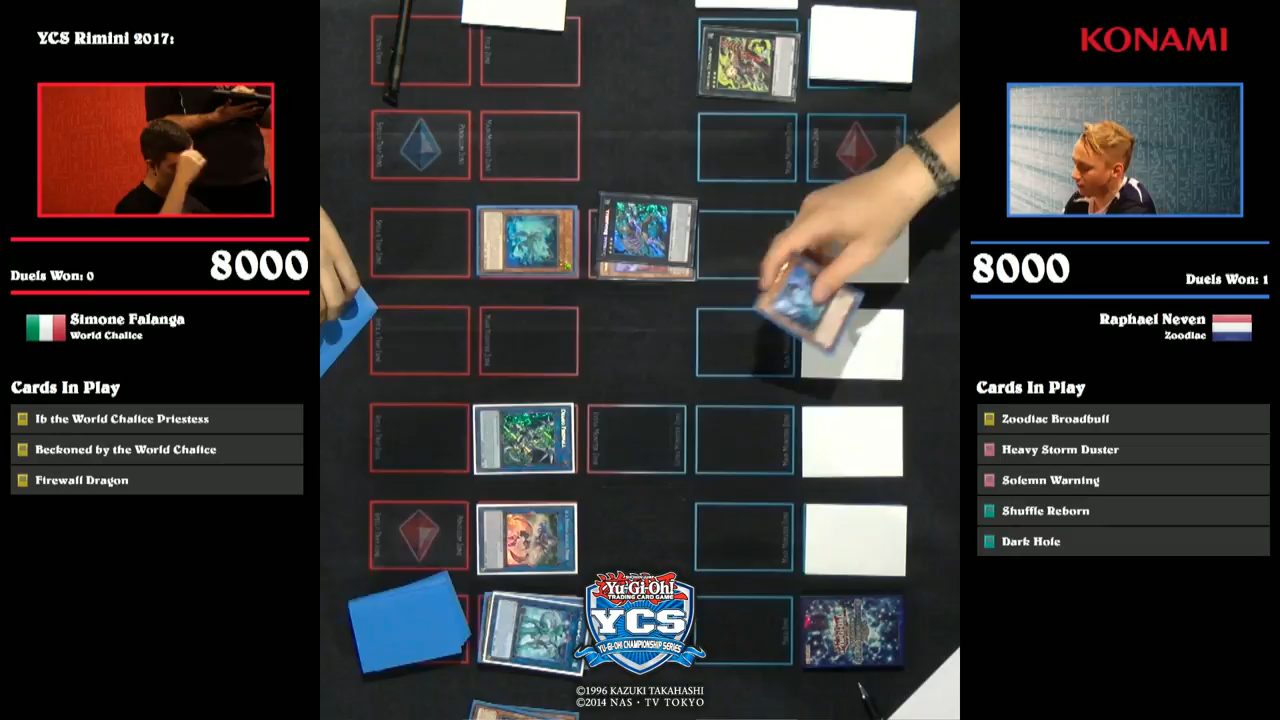 YCS Rimini 2017:
8000
Duels Won: 0
Simone Falanga
World Chalice
Cards In Play
Ib the World Chalice Priestess
Beckoned by the World Chalice
Firewall Dragon
KONAMI
8000
Duels Won: 1
Raphael Neven
Zoodiac
Cards In Play
Zoodiac Broadbull
Heavy Storm Duster
Solemn Warning
Shuffle Reborn
Dark Hole
Yu-Gi-Oh!
TRADING CARD GAME
YCS
YU-GI-OH! CHAMPIONSHIP SERIES
©1996 KAZUKI TAKAHASHI
©2014 NAS • TV TOKYO